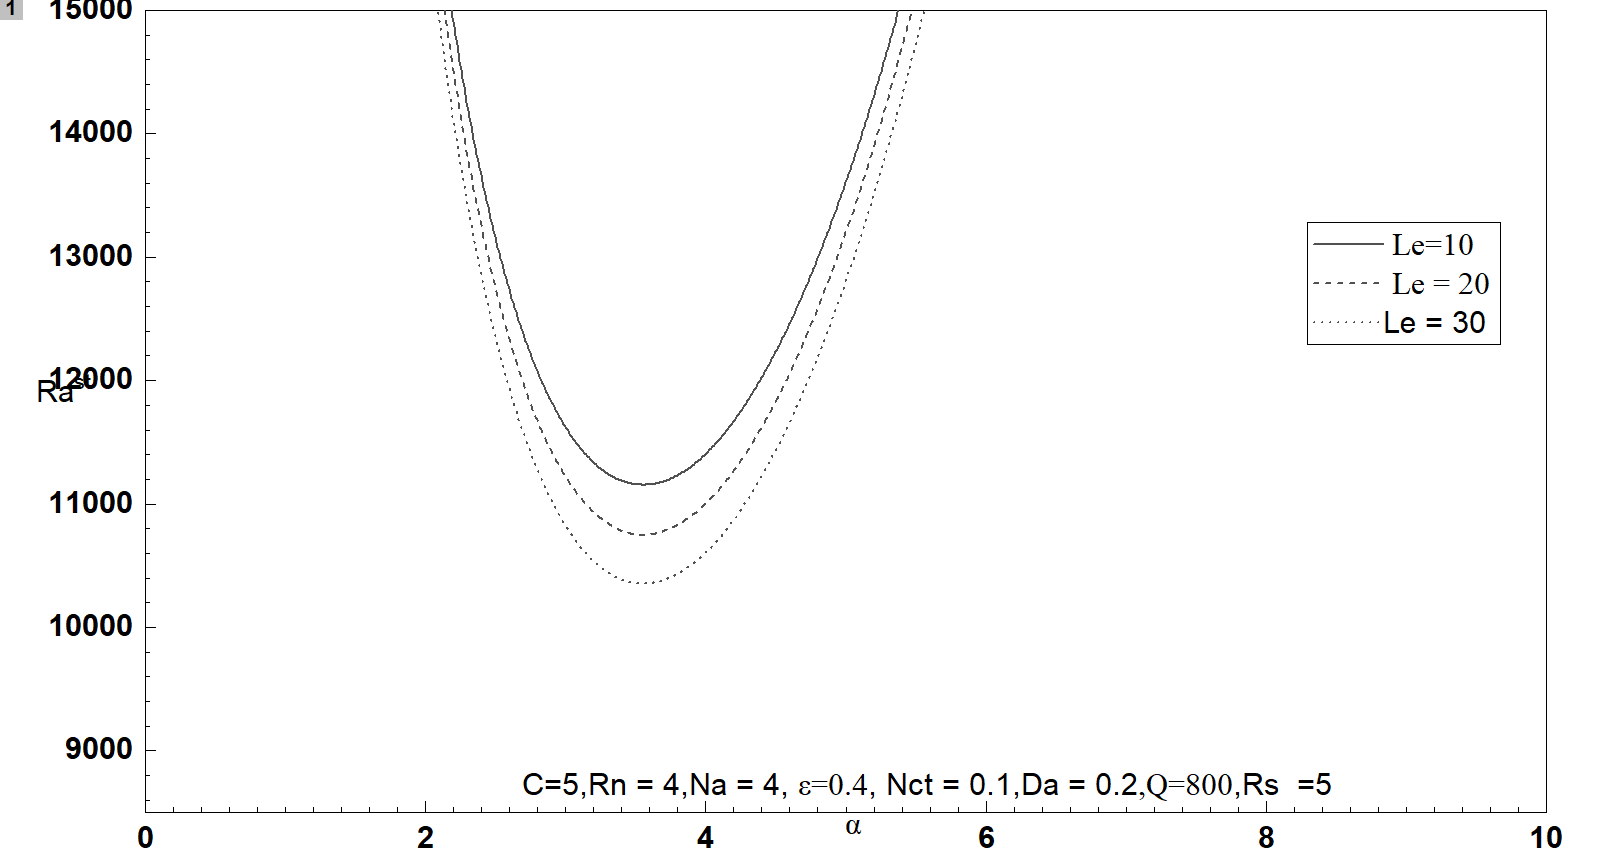 1
15000
14000
13000
12000
Ra
11000
10000
9000
Le=10
Le = 20
Le = 30
C=5,Rn = 4,Na = 4, ε=0.4, Nct = 0.1,Da = 0.2,Q=800,Rs =5
0 2 4 6 8 10
α